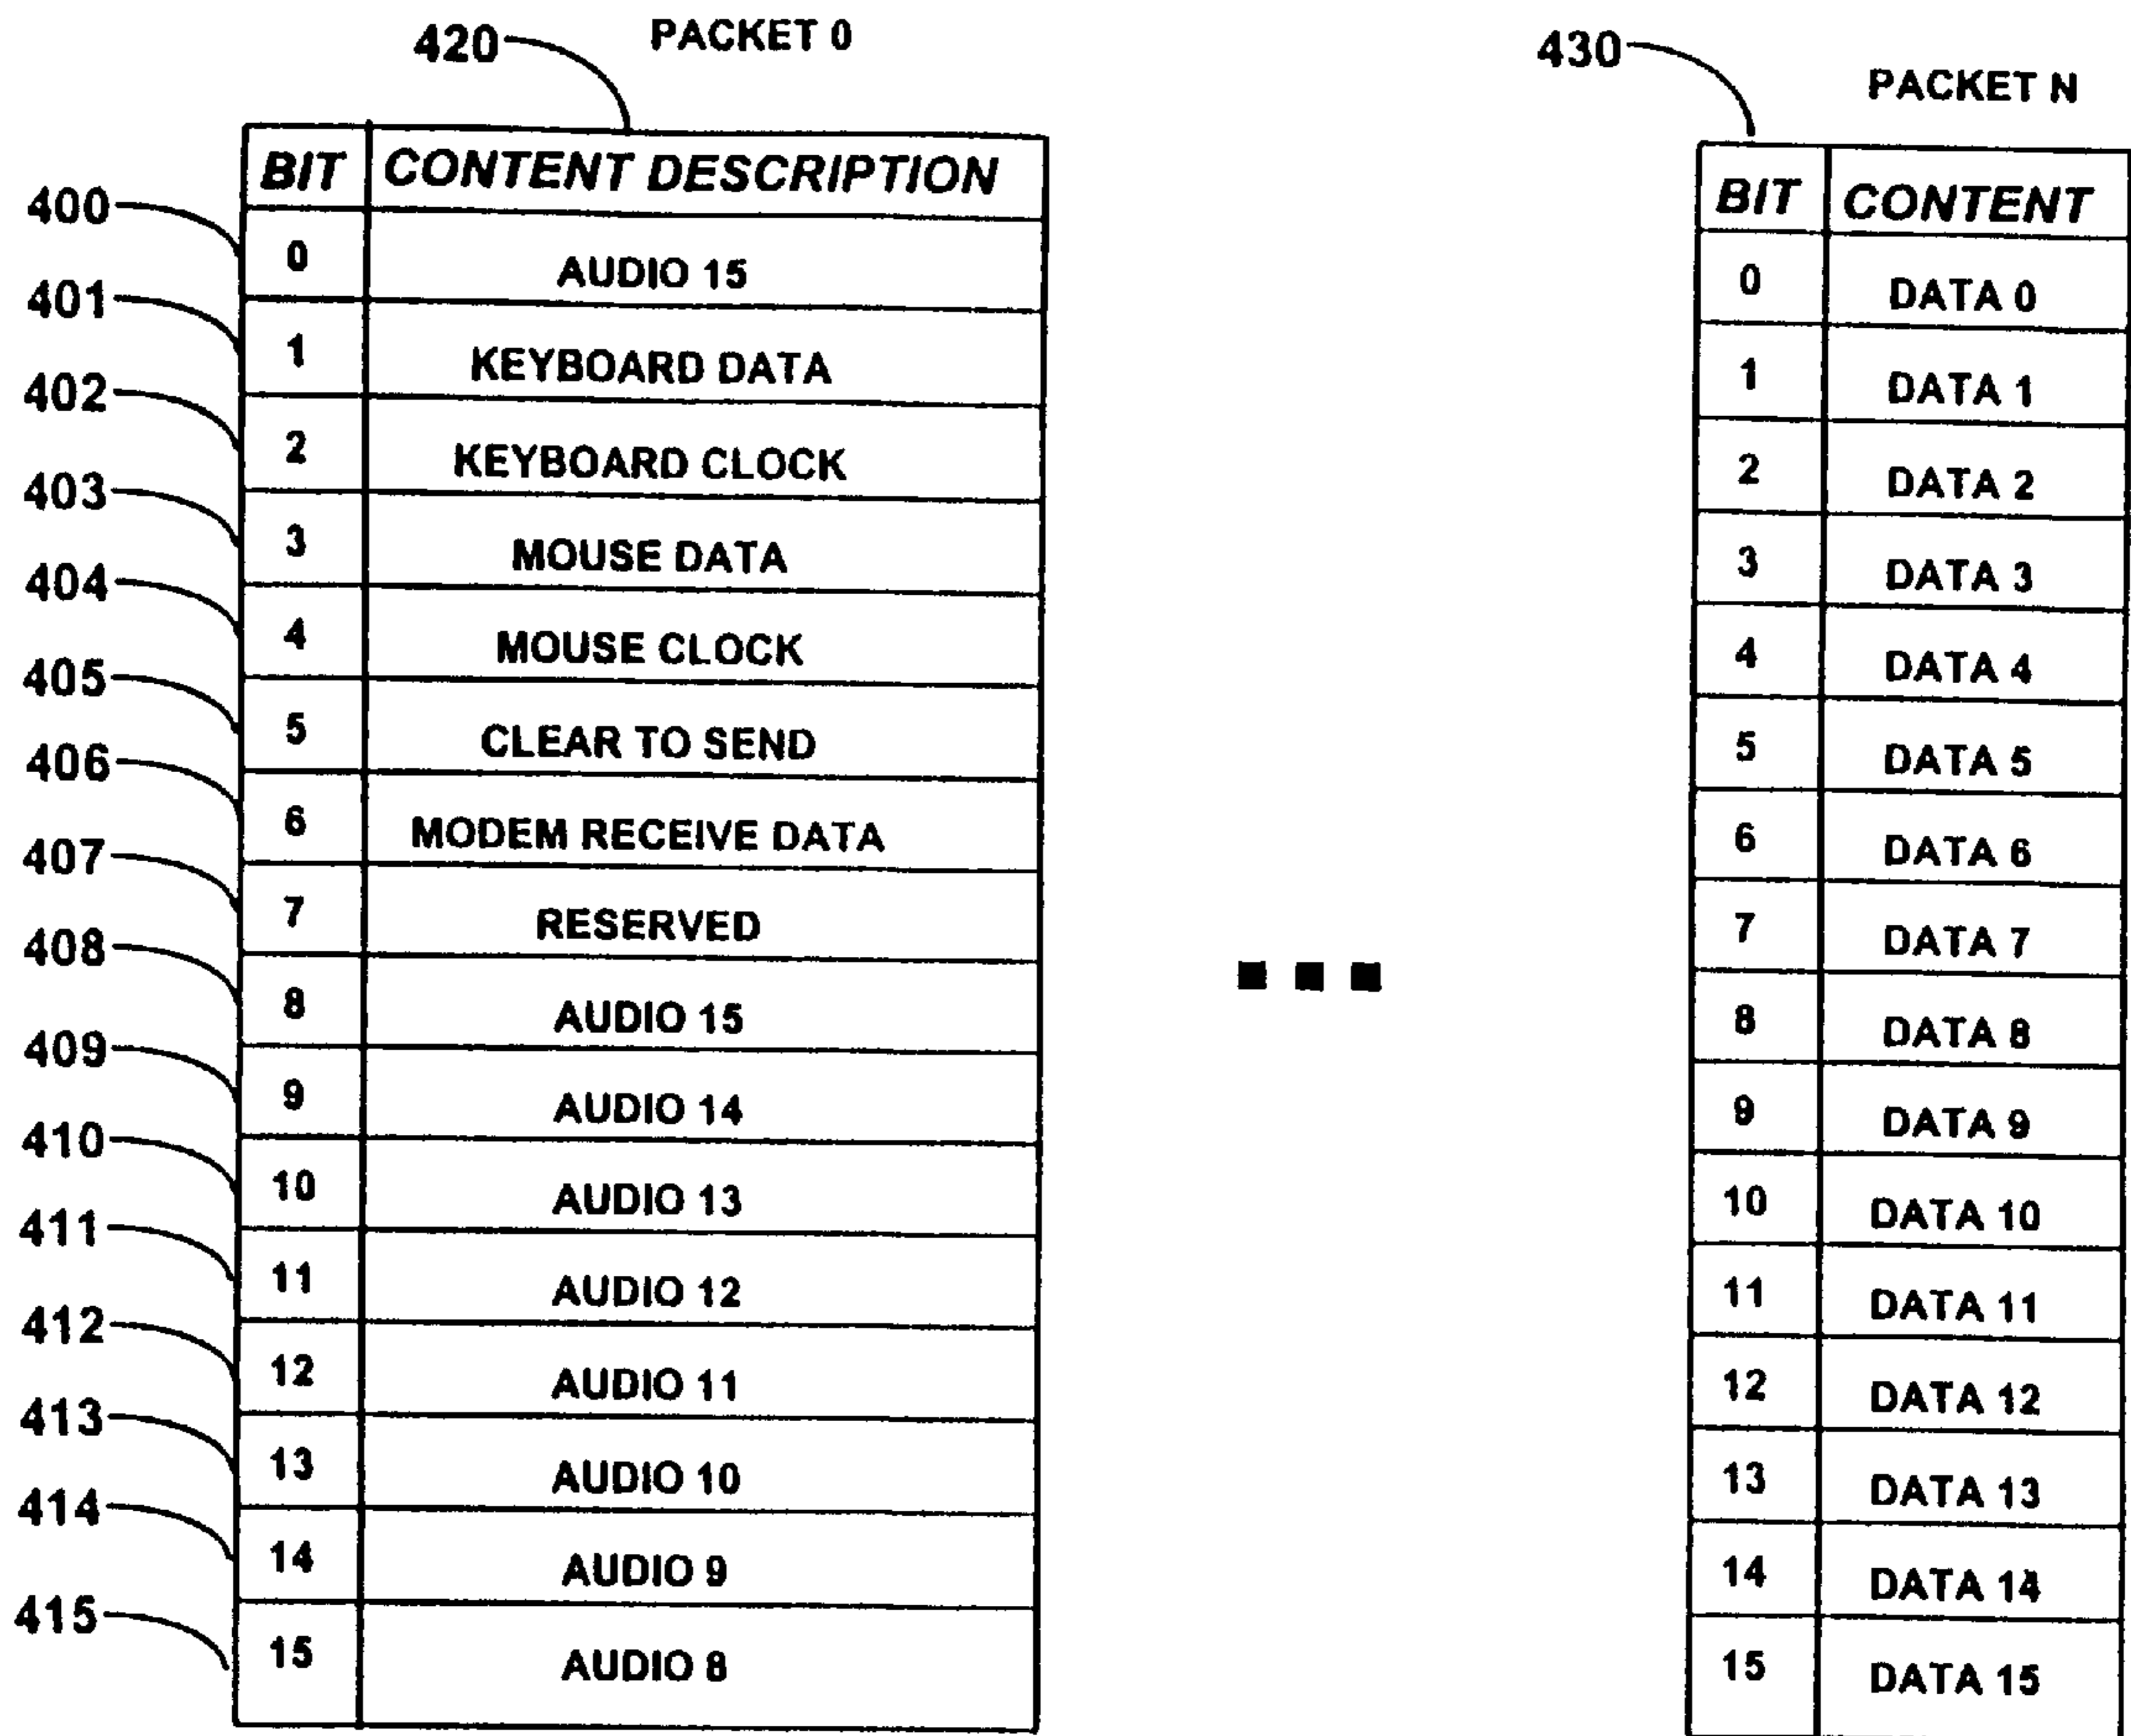 420 PACKET 0
BIT CONTENT DESCRIPTION
400 0 AUDIO 15
401 1 KEYBOARD DATA
402 2 KEYBOARD CLOCK
403 3 MOUSE DATA
404 4 MOUSE CLOCK
405 5 CLEAR TO SEND
406 6 MODEM RECEIVE DATA
407 7 RESERVED
408 8 AUDIO 15
409 9 AUDIO 14
410 10 AUDIO 13
411 11 AUDIO 12
412 12 AUDIO 11
413 13 AUDIO 10
414 14 AUDIO 9
415 15 AUDIO 8
430 PACKET N
BIT CONTENT
0 DATA 0
1 DATA 1
2 DATA 2
3 DATA 3
4 DATA 4
5 DATA 5
6 DATA 6
7 DATA 7
8 DATA 8
9 DATA 9
10 DATA 10
11 DATA 11
12 DATA 12
13 DATA 13
14 DATA 14
15 DATA 15